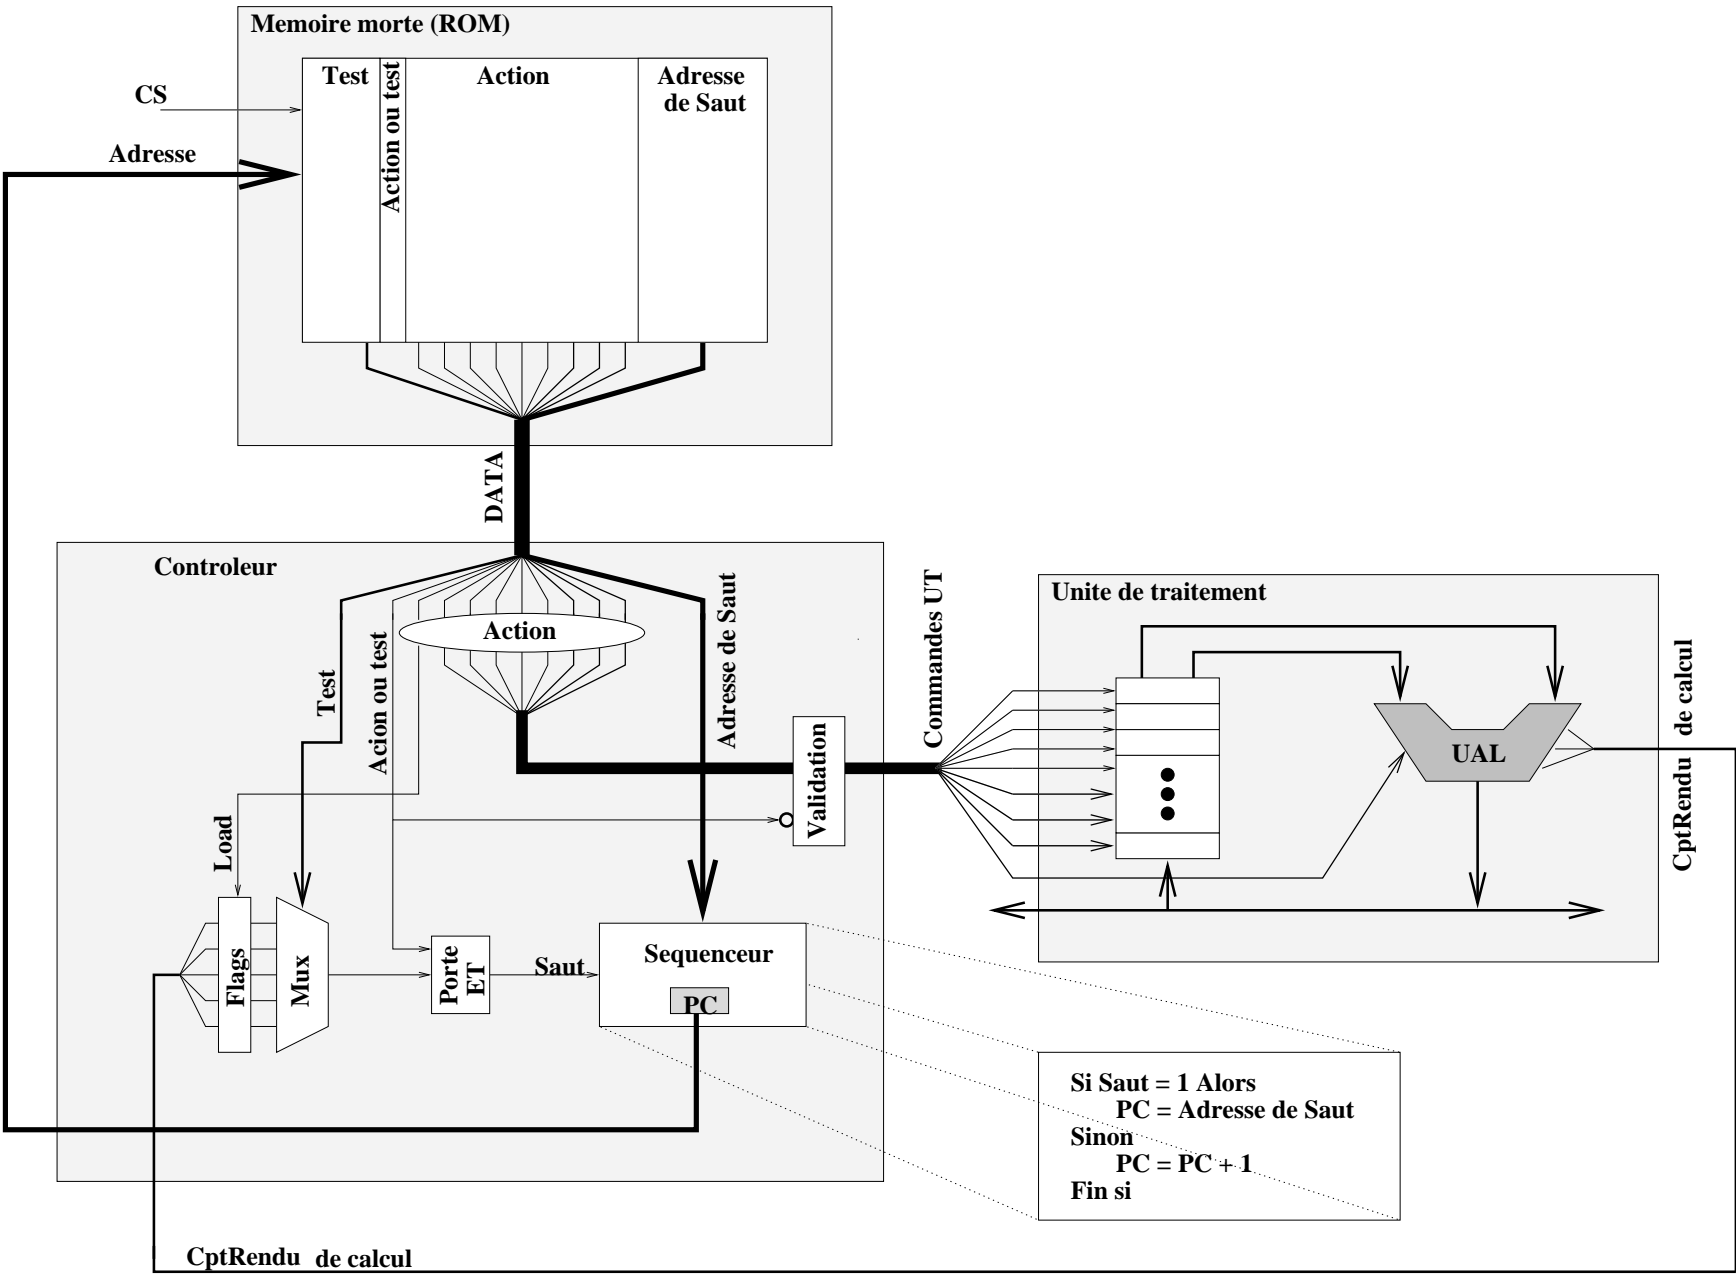 Memoire morte (ROM)
Test
Action ou test
Action
Adresse
de Saut
CS
Adresse
DATA
Controleur
Action
Test
Acion ou test
Adresse de Saut
Load
Validation
Commandes UT
Unite de traitement
UAL
CptRendu de calcul
Flags
Mux
Porte
ET
Saut
Sequenceur
PC
Si Saut = 1 Alors
PC = Adresse de Saut
Sinon
PC = PC + 1
Fin si
CptRendu de calcul